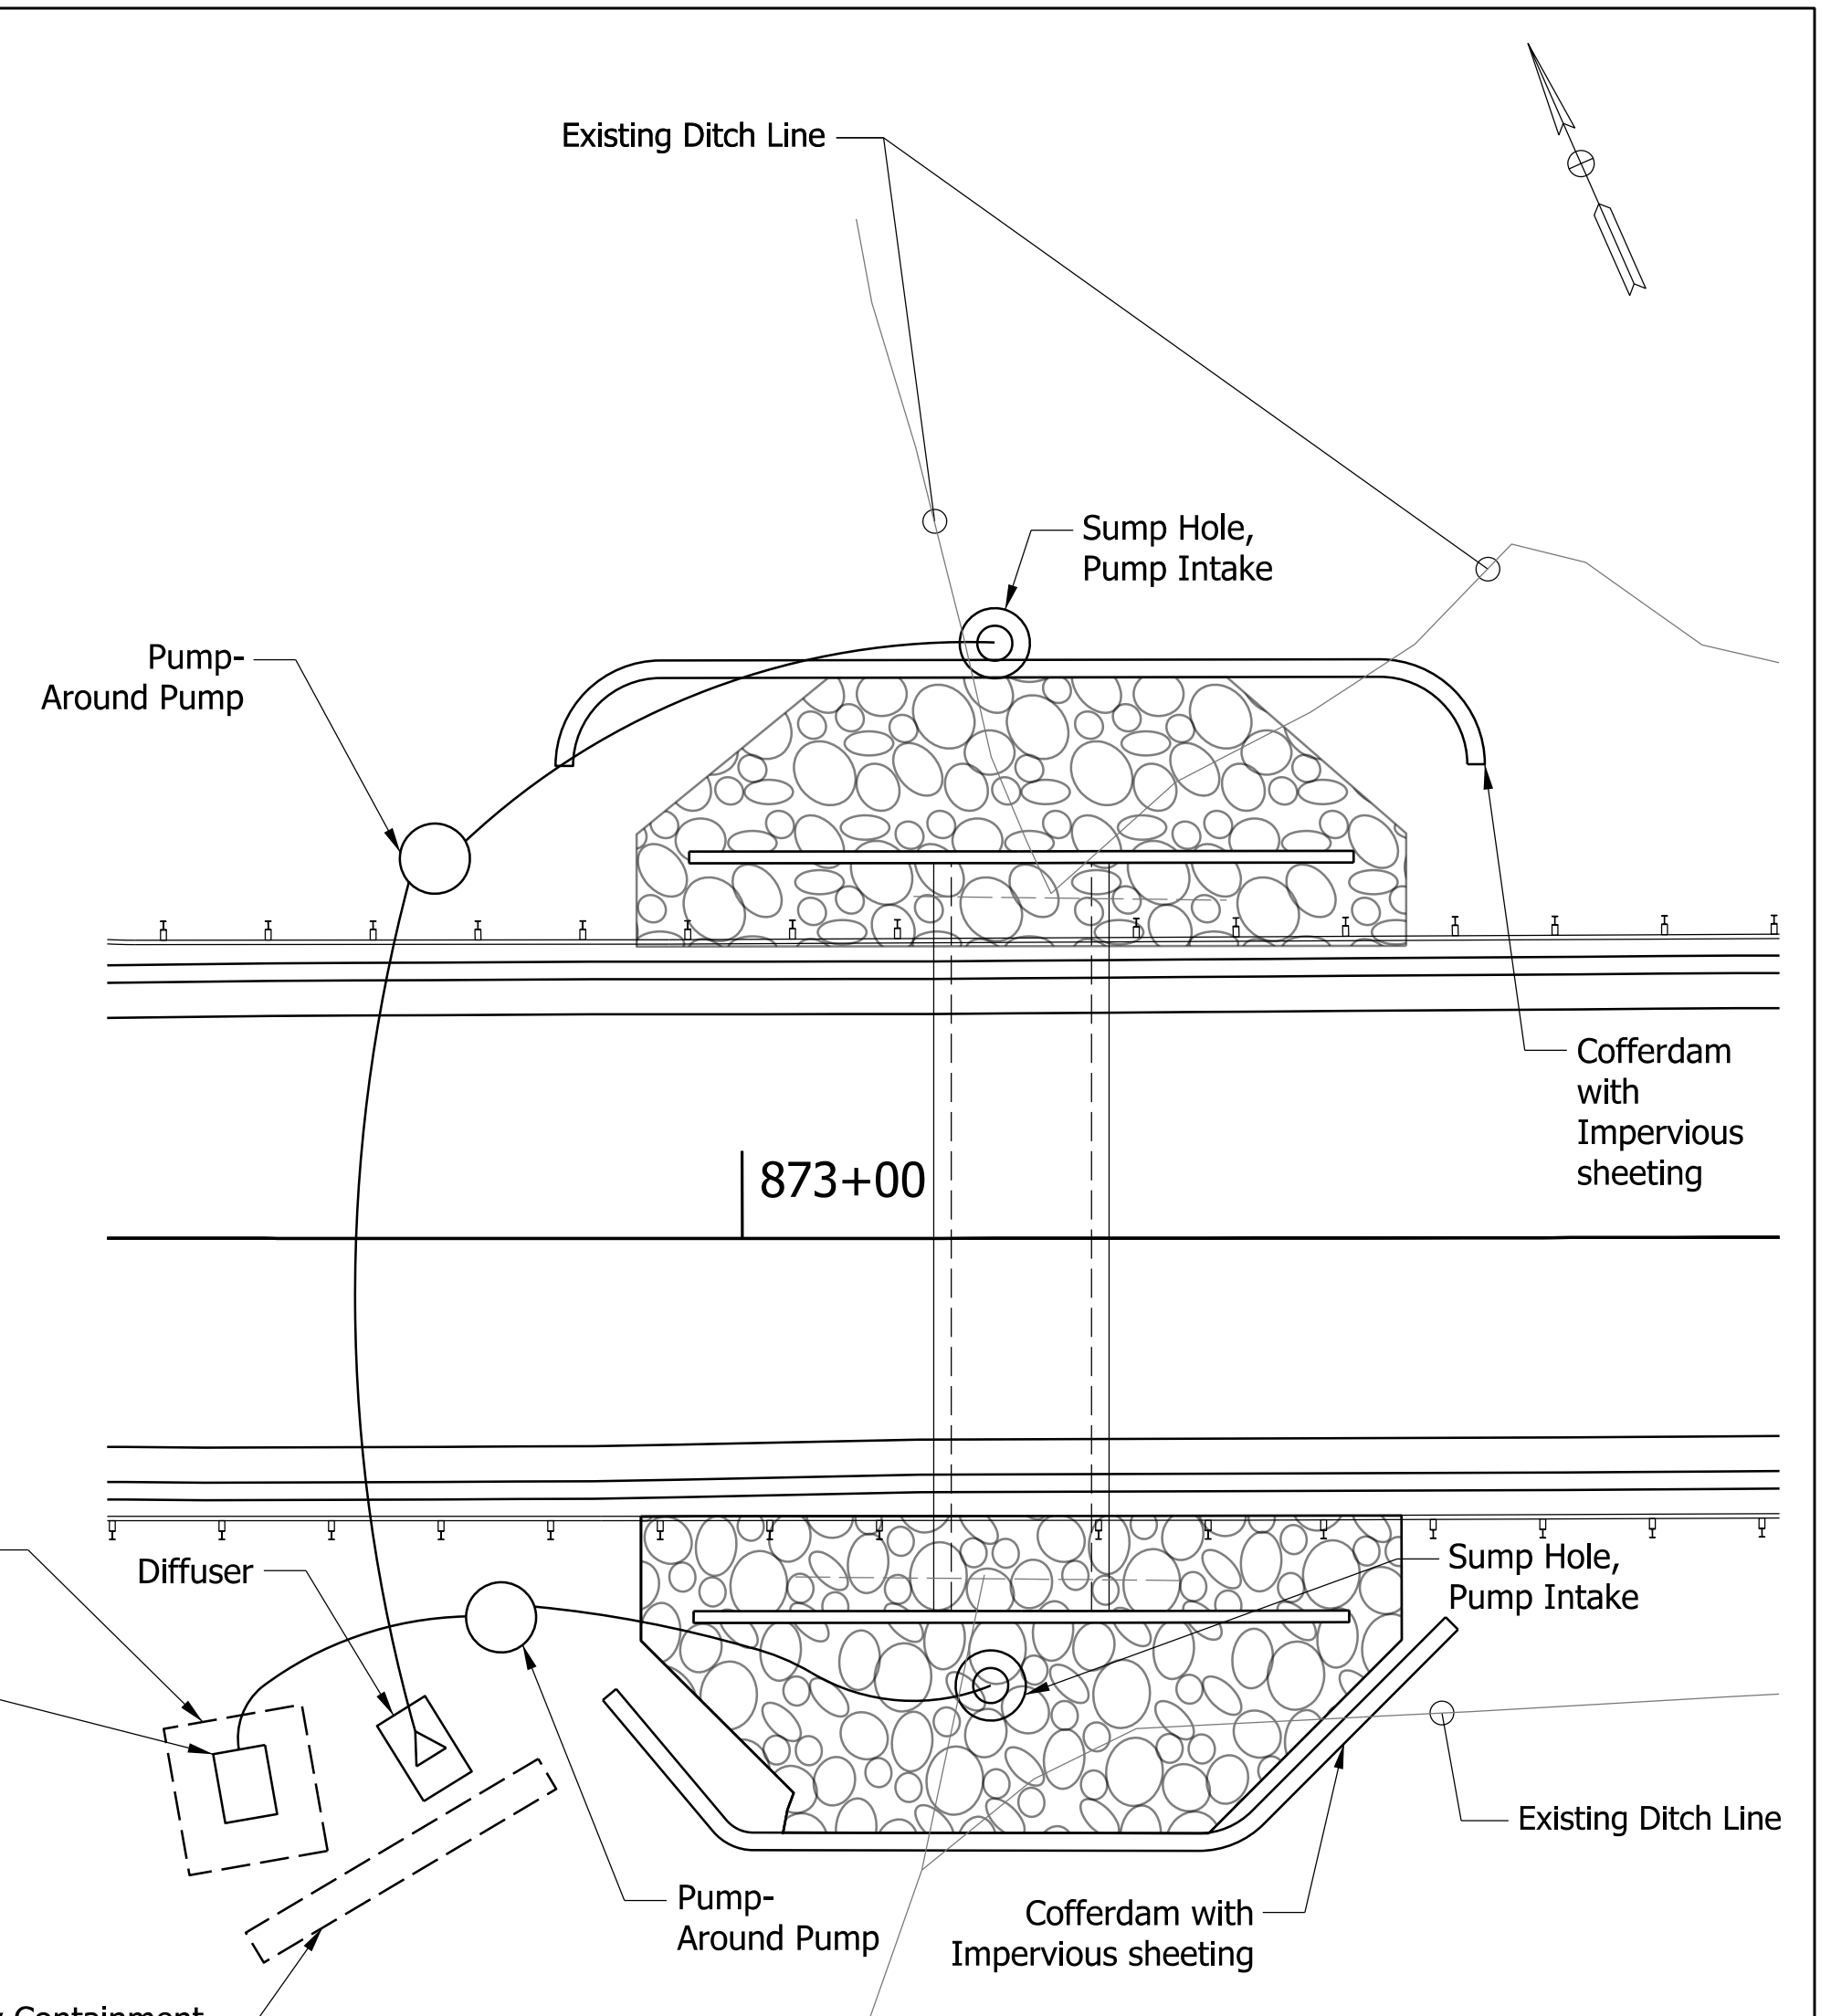 Existing Ditch Line
Sump Hole,
Pump Intake
Pump-
Around Pump
Cofferdam
with
Impervious
sheeting
873+00
Diffuser
Sump Hole,
Pump Intake
Existing Ditch Line
Pump-
Around Pump
Cofferdam with
Impervious sheeting
Containment